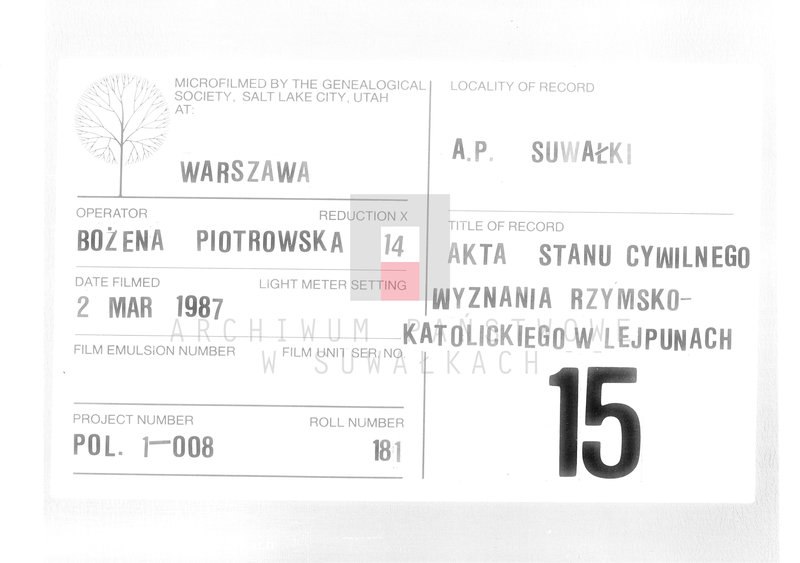 MICROFILMED BY THE GENEALOGICAL
SOCIETY, SALT LAKE CITY, UTAH
AT:
WARSZAWA
OPERATOR REDUCTION X
BOŻENA PIOTROWSKA 14
DATE FILMED LIGHT METER SETTING
2 MAR 1987
FILM EMULSION NUMBER FILM UNIT SER. NO.
PROJECT NUMBER ROLL NUMBER
POL. 1-008 181
LOCALITY OF RECORD
A.P. SUWAŁKI
TITLE OF RECORD
AKTA STANU CYWILNEGO
WYZNANIA RZYMSKO-
KATOLICKIEGO W LEJPUNACH
15
ARCHIWUM PAŃSTWOWE
W SUWAŁKACH